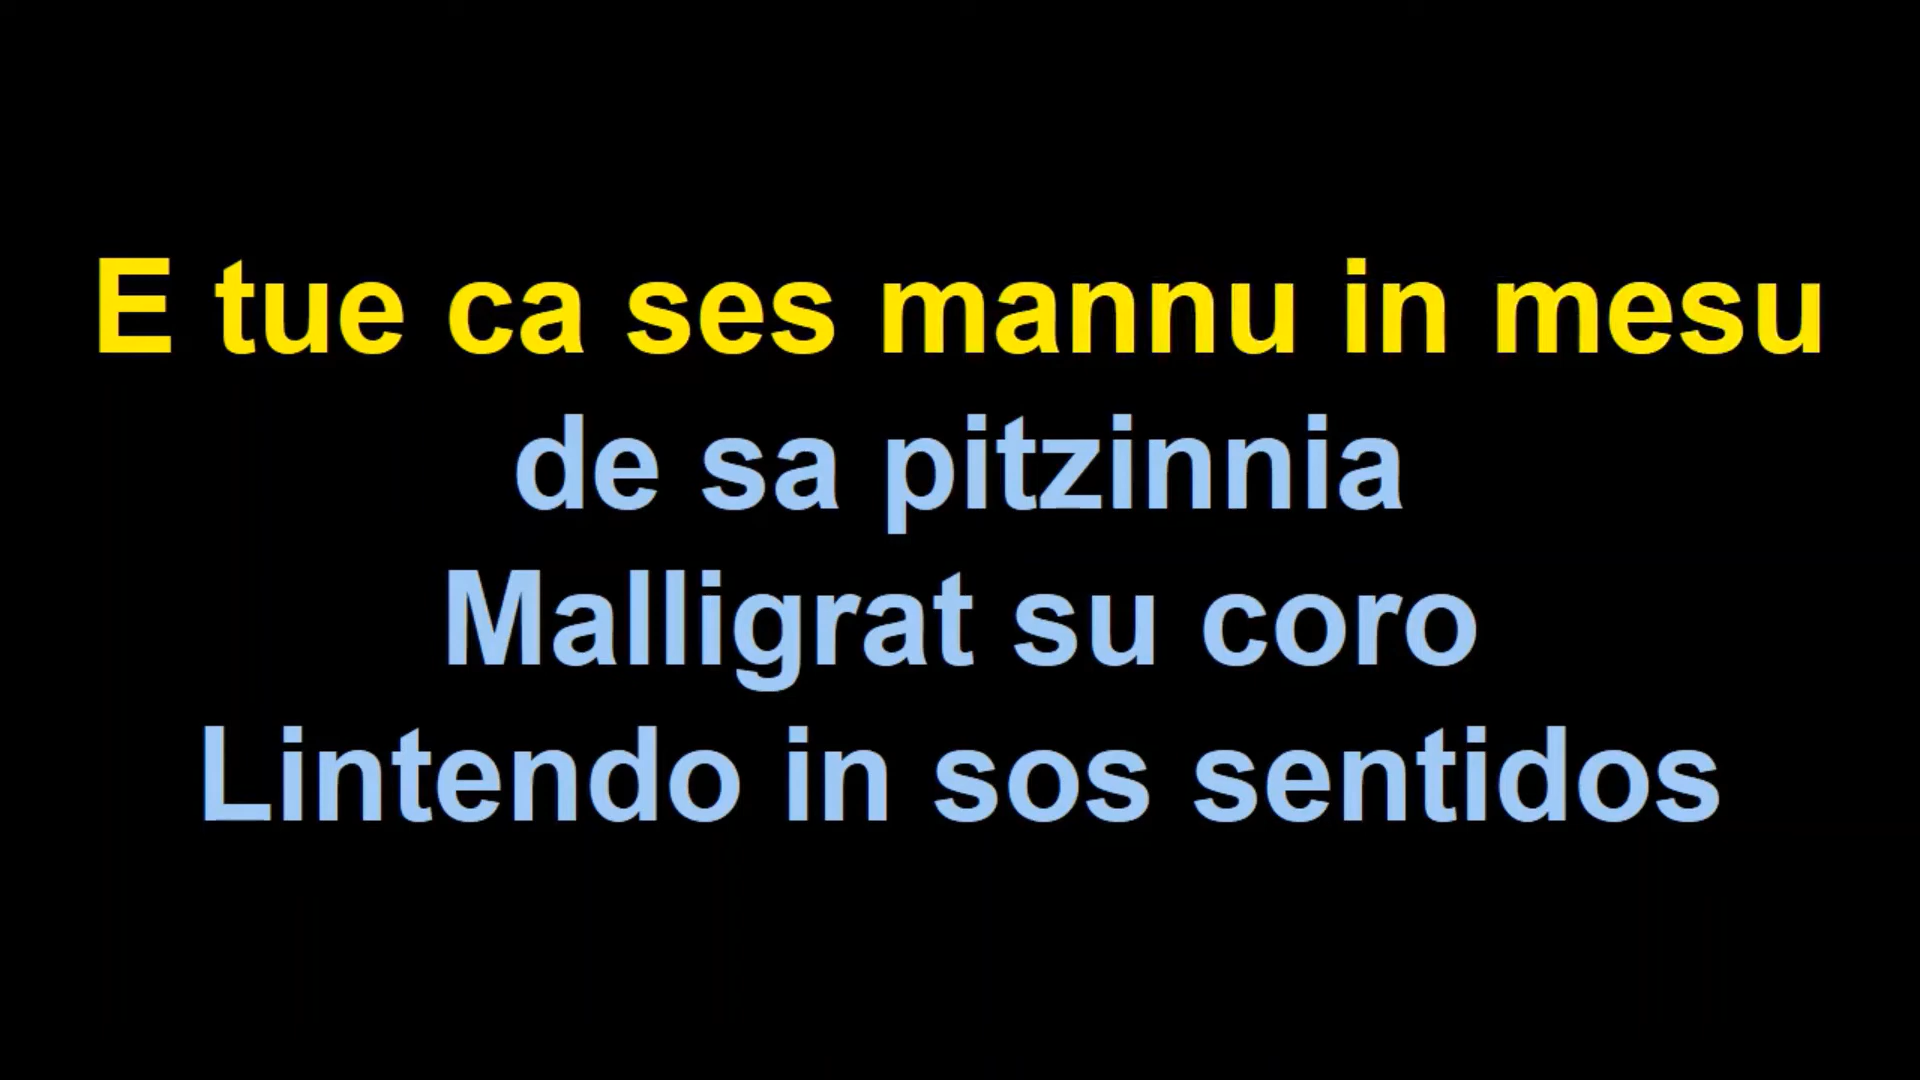 E tue ca ses mannu in mesu
de sa pitzinnia
Malligrat su coro
Lintendo in sos sentidos